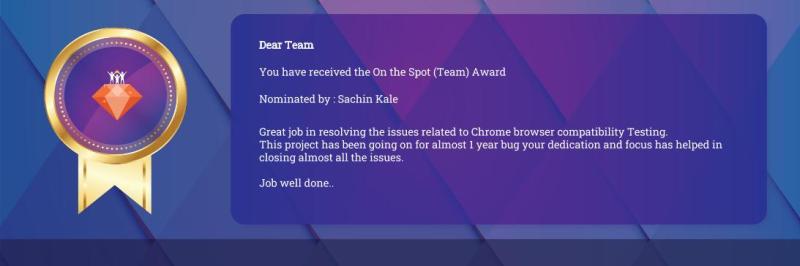 Dear Team
You have received the On the Spot (Team) Award
Nominated by : Sachin Kale
Great job in resolving the issues related to Chrome browser compatibility Testing.
This project has been going on for almost 1 year bug your dedication and focus has helped in
closing almost all the issues.
Job well done..